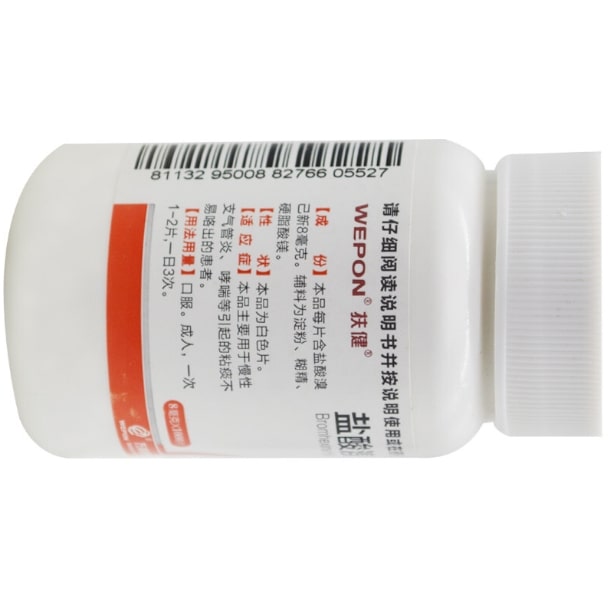 请仔细阅读说明书并按说明使用
WEPON® 扶健®
盐酸
【成 份】本品每片含盐酸溴
己新8毫克。辅料为淀粉、糊精、
硬脂酸镁。
【性 状】本品为白色片。
【适应症】本品主要用于慢性
支气管炎、哮喘等引起的粘痰不
易咯出的患者。
【用法用量】口服。成人，一次
1-2片,一日3次。
81132 95008 82766 05527